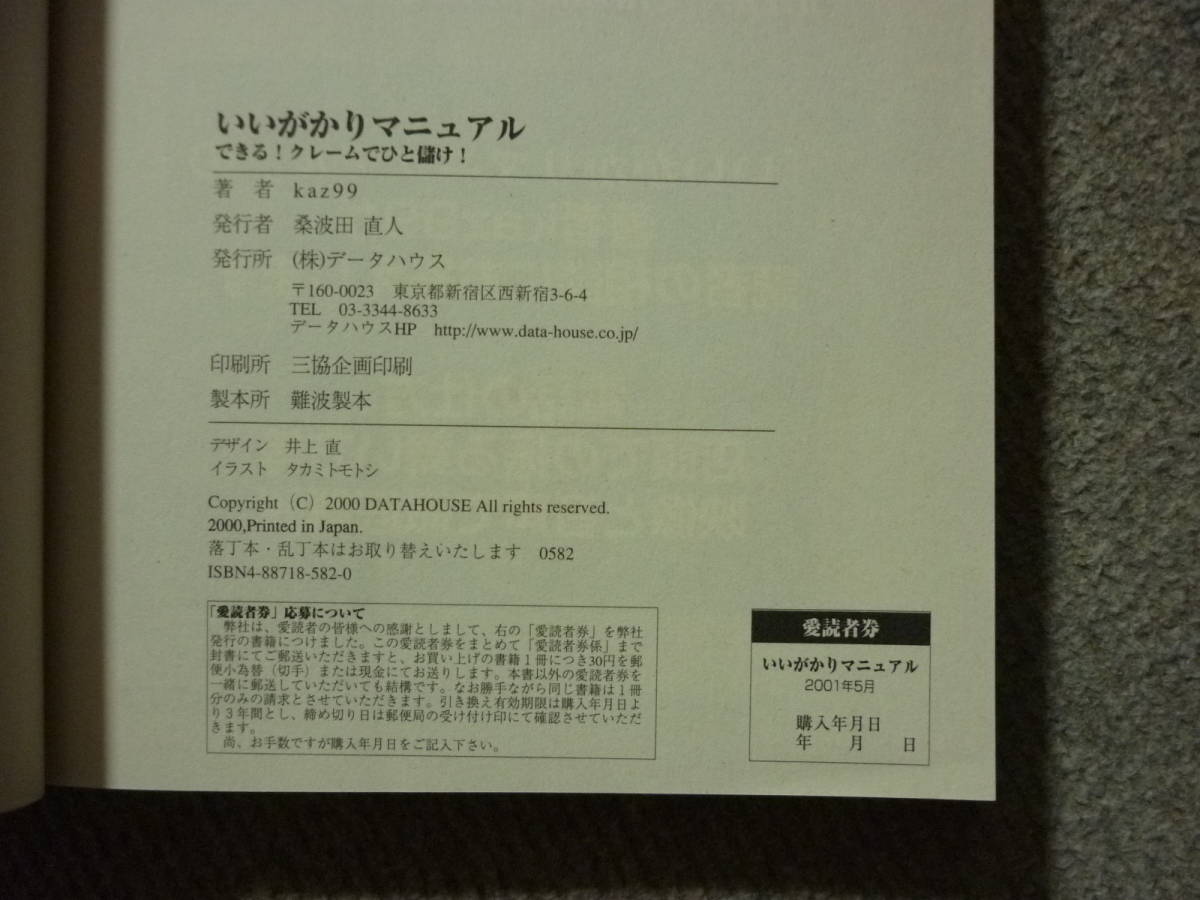 いいがかりマニュアル
できる！クレームでひと儲け！
著　者　kaz99
発行者　桑波田 直人
発行所　(株)データハウス
〒160-0023　東京都新宿区西新宿3-6-4
TEL　03-3344-8633
データハウスHP　http://www.data-house.co.jp/
印刷所　三協企画印刷
製本所　難波製本
デザイン　井上 直
イラスト　タカミトモトシ
Copyright（C）2000 DATAHOUSE All rights reserved.
2000,Printed in Japan.
落丁本・乱丁本はお取り替えいたします　0582
ISBN4-88718-582-0
「愛読者券」応募について
　弊社は、愛読者の皆様への感謝としまして、右の「愛読者券」を弊社
発行の書籍につけました。この愛読者券をまとめて「愛読者券係」まで
封書にてご郵送いただきますと、お買い上げの書籍１冊につき30円を郵
便小為替（切手）または現金にてお送りします。本書以外の愛読者券を
一緒に郵送していただいても結構です。なお勝手ながら同じ書籍は１冊
分のみの請求とさせていただきます。引き換え有効期限は購入年月日よ
り３年間とし、締め切り日は郵便局の受け付け印にて確認させていただ
きます。
　尚、お手数ですが購入年月日をご記入下さい。
愛読者券
いいがかりマニュアル
2001年5月
購入年月日
年　月　日